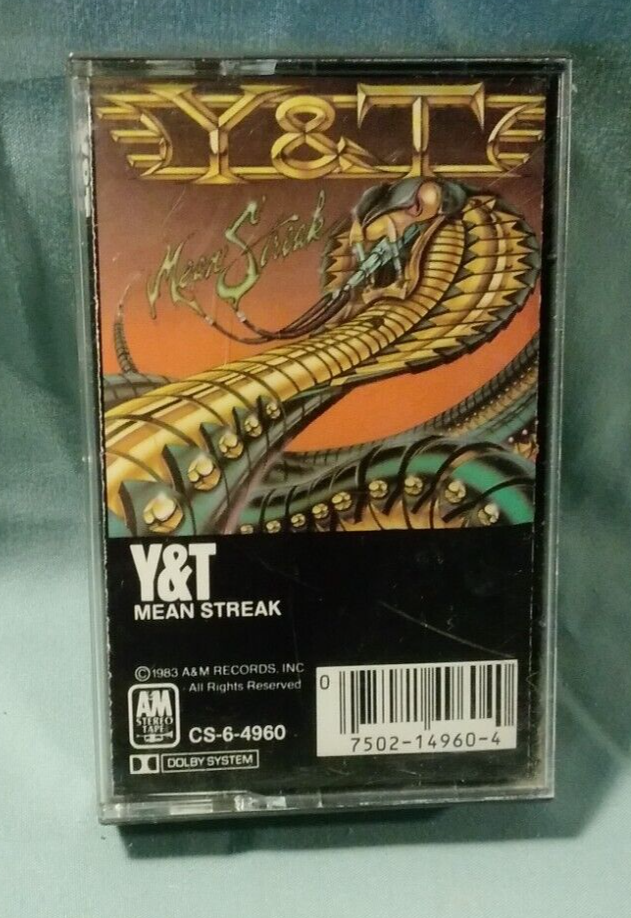 Y&T
Mean Streak
Y&T
MEAN STREAK
©1983 A&M RECORDS, INC
All Rights Reserved
A&M
STEREO
TAPE
CS-6-4960
DOLBY SYSTEM
0
7502-14960-4